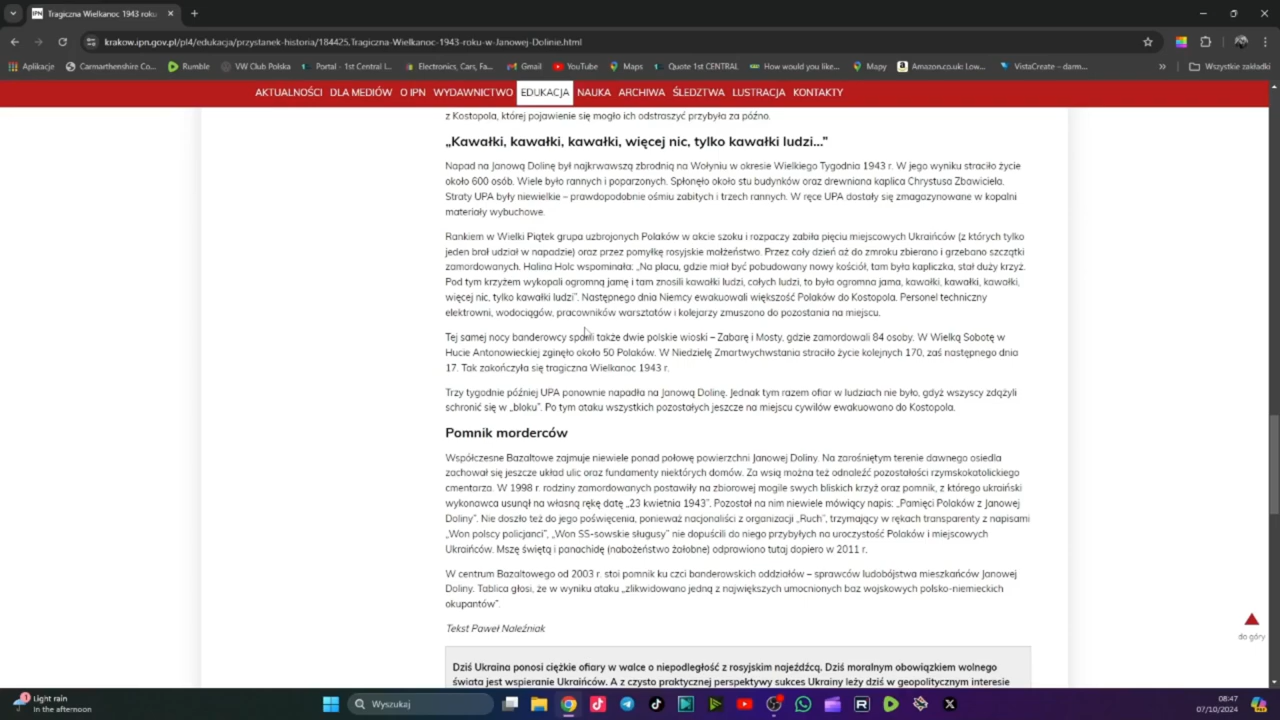 Tragiczna Wielkanoc 1943 roku
krakow.ipn.gov.pl/pl4/edukacja/przystanek-historia/184425,Tragiczna-Wielkanoc-1943-roku-w-Janowej-Dolinie.html
Aplikacje Carmarthenshire Co... Rumble VW Club Polska Portal - 1st Central I... Electronics, Cars, Fa... Gmail YouTube Maps Quote 1st CENTRAL How would you like... Mapy Amazon.co.uk: Low... VistaCreate – darm... » Wszystkie zakładki
AKTUALNOŚCI DLA MEDIÓW O IPN WYDAWNICTWO EDUKACJA NAUKA ARCHIWA ŚLEDZTWA LUSTRACJA KONTAKTY
z Kostopola, której pojawienie się mogło ich odstraszyć przybyła za późno.
„Kawałki, kawałki, kawałki, więcej nic, tylko kawałki ludzi...”
Napad na Janową Dolinę był najkrwawszą zbrodnią na Wołyniu w okresie Wielkiego Tygodnia 1943 r. W jego wyniku straciło życie
około 600 osób. Wiele było rannych i poparzonych. Spłonęło około stu budynków oraz drewniana kaplica Chrystusa Zbawiciela.
Straty UPA były niewielkie – prawdopodobnie ośmiu zabitych i trzech rannych. W ręce UPA dostały się zmagazynowane w kopalni
materiały wybuchowe.
Rankiem w Wielki Piątek grupa uzbrojonych Polaków w akcie szoku i rozpaczy zabiła pięciu miejscowych Ukraińców (z których tylko
jeden brał udział w napadzie) oraz przez pomyłkę rosyjskie małżeństwo. Przez cały dzień aż do zmroku zbierano i grzebano szczątki
zamordowanych. Halina Holc wspominała: „Na placu, gdzie miał być pobudowany nowy kościół, tam była kapliczka, stał duży krzyż.
Pod tym krzyżem wykopali ogromną jamę i tam znosili kawałki ludzi, całych ludzi, to była ogromna jama, kawałki, kawałki, kawałki,
więcej nic, tylko kawałki ludzi”. Następnego dnia Niemcy ewakuowali większość Polaków do Kostopola. Personel techniczny
elektrowni, wodociągów, pracowników warsztatów i kolejarzy zmuszono do pozostania na miejscu.
Tej samej nocy banderowcy spalili także dwie polskie wioski – Zabarę i Mosty, gdzie zamordowali 84 osoby. W Wielką Sobotę w
Hucie Antonowieckiej zginęło około 50 Polaków. W Niedzielę Zmartwychwstania straciło życie kolejnych 170, zaś następnego dnia
17. Tak zakończyła się tragiczna Wielkanoc 1943 r.
Trzy tygodnie później UPA ponownie napadła na Janową Dolinę. Jednak tym razem ofiar w ludziach nie było, gdyż wszyscy zdążyli
schronić się w „bloku”. Po tym ataku wszystkich pozostałych jeszcze na miejscu cywilów ewakuowano do Kostopola.
Pomnik morderców
Współczesne Bazaltowe zajmuje niewiele ponad połowę powierzchni Janowej Doliny. Na zarośniętym terenie dawnego osiedla
zachował się jeszcze układ ulic oraz fundamenty niektórych domów. Za wsią można też odnaleźć pozostałości rzymskokatolickiego
cmentarza. W 1998 r. rodziny zamordowanych postawiły na zbiorowej mogile swych bliskich krzyż oraz pomnik, z którego ukraiński
wykonawca usunął na własną rękę datę „23 kwietnia 1943”. Pozostał na nim niewiele mówiący napis: „Pamięci Polaków z Janowej
Doliny”. Nie doszło też do jego poświęcenia, ponieważ nacjonaliści z organizacji „Ruch”, trzymający w rękach transparenty z napisami
„Won polscy policjanci”, „Won SS-sowskie sługusy” nie dopuścili do niego przybyłych na uroczystość Polaków i miejscowych
Ukraińców. Mszę świętą i panachidę (nabożeństwo żałobne) odprawiono tutaj dopiero w 2011 r.
W centrum Bazaltowego od 2003 r. stoi pomnik ku czci banderowskich oddziałów – sprawców ludobójstwa mieszkańców Janowej
Doliny. Tablica głosi, że w wyniku ataku „zlikwidowano jedną z największych umocnionych baz wojskowych polsko-niemieckich
okupantów”.
do góry
Tekst Paweł Naleźniak
Dziś Ukraina ponosi ciężkie ofiary w walce o niepodległość z rosyjskim najeźdźcą. Dziś moralnym obowiązkiem wolnego
świata jest wspieranie Ukraińców. A z czysto praktycznej perspektywy sukces Ukrainy leży dziś w geopolitycznym interesie
1 Light rain
In the afternoon
Wyszukaj
08:47
07/10/2024